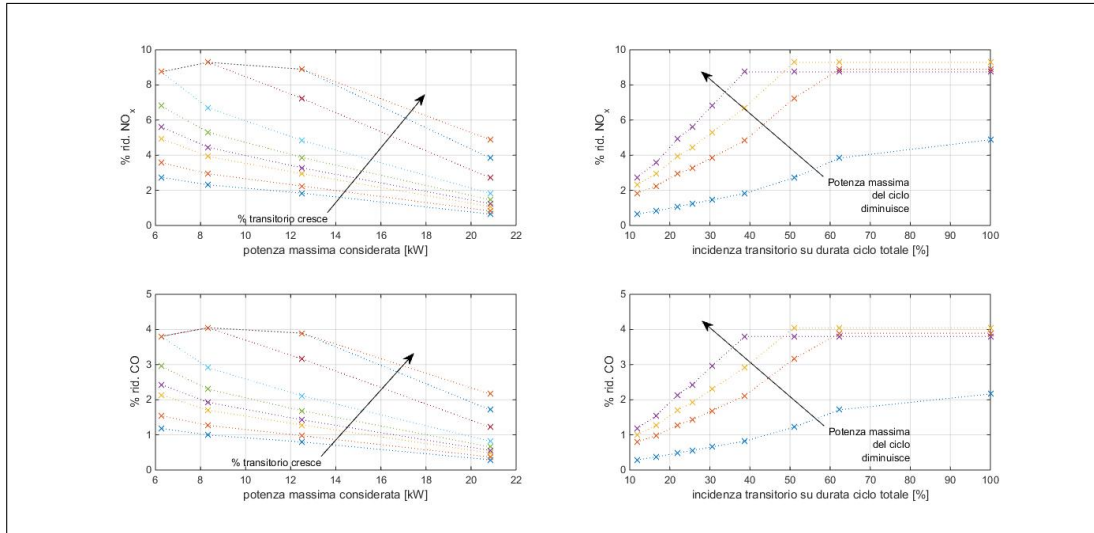 10
8
6
4
2
0
% rid. NOx
% transitorio cresce
6 8 10 12 14 16 18 20 22
potenza massima considerata [kW]
10
8
6
4
2
0
% rid. NOx
Potenza massima
del ciclo
diminuisce
10 20 30 40 50 60 70 80 90 100
incidenza transitorio su durata ciclo totale [%]
5
4
3
2
1
0
% rid. CO
% transitorio cresce
6 8 10 12 14 16 18 20 22
potenza massima considerata [kW]
5
4
3
2
1
0
% rid. CO
Potenza massima
del ciclo
diminuisce
10 20 30 40 50 60 70 80 90 100
incidenza transitorio su durata ciclo totale [%]